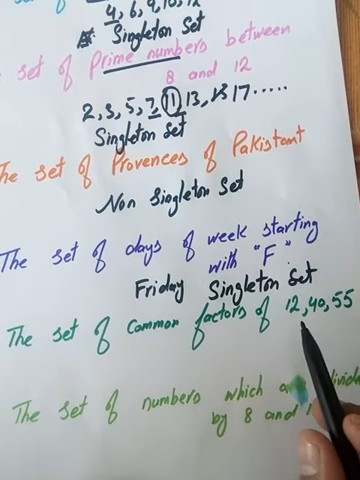 4, 6, 9, 10, 12
Singleton Set
set of Prime numbers between
8 and 12
2, 3, 5, 7, 11, 13, 15 17.....
Singleton Set
The set of Provences of Pakistant
Non Singleton Set
The set of days of week starting
with "F"
Friday Singleton Set
The set of Common factors of 12, 40, 55
The set of numbers which
by 8 and